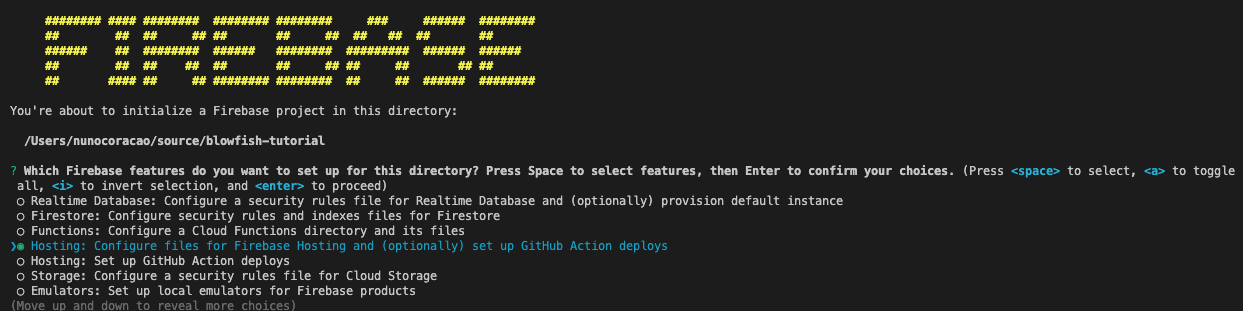 FIREBASE
You're about to initialize a Firebase project in this directory:
/Users/nunocoracao/source/blowfish-tutorial
? Which Firebase features do you want to set up for this directory? Press Space to select features, then Enter to confirm your choices. (Press <space> to select, <a> to toggle
all, <i> to invert selection, and <enter> to proceed)
○ Realtime Database: Configure a security rules file for Realtime Database and (optionally) provision default instance
○ Firestore: Configure security rules and indexes files for Firestore
○ Functions: Configure a Cloud Functions directory and its files
❯◉ Hosting: Configure files for Firebase Hosting and (optionally) set up GitHub Action deploys
○ Hosting: Set up GitHub Action deploys
○ Storage: Configure a security rules file for Cloud Storage
○ Emulators: Set up local emulators for Firebase products
(Move up and down to reveal more choices)